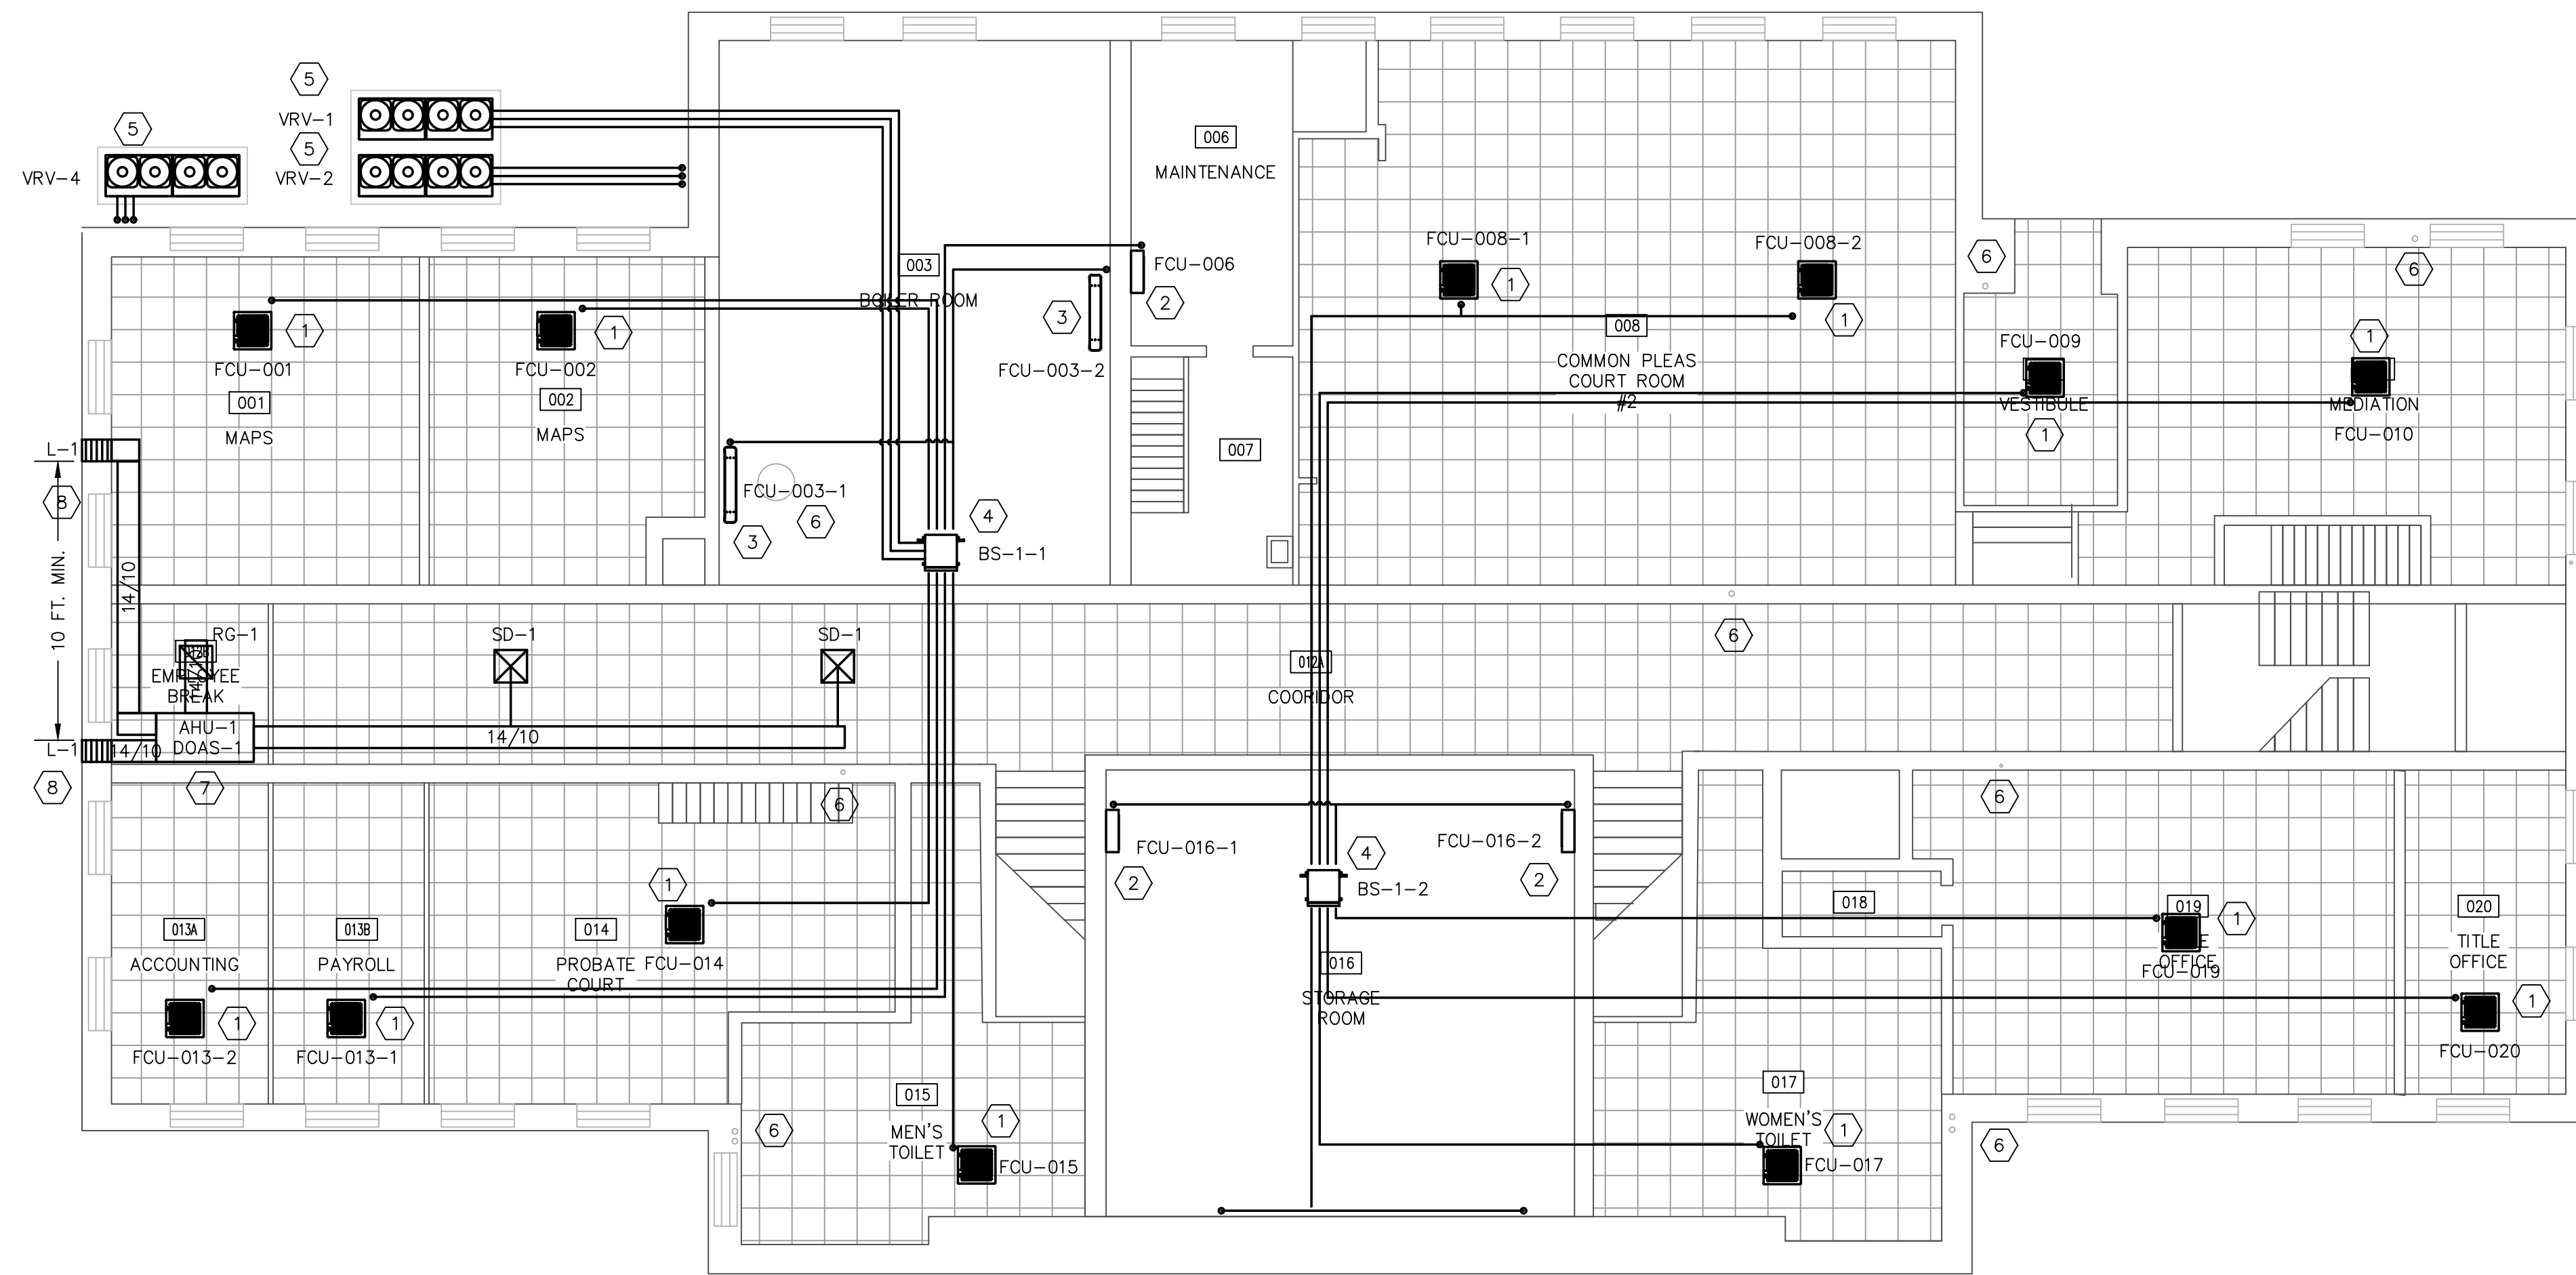 5
VRV-1
5
5
VRV-4
VRV-2
006
MAINTENANCE
FCU-008-1
FCU-008-2
6
6
003
FCU-006
1
BOILER ROOM
2
3
1
1
1
008
1
FCU-001
FCU-002
FCU-003-2
COMMON PLEAS
COURT ROOM
#2
FCU-009
001
002
VESTIBULE
MEDIATION
MAPS
MAPS
1
FCU-010
L-1
007
8
FCU-003-1
6
4
3
BS-1-1
10 FT. MIN.
14/10
RG-1
SD-1
SD-1
6
012A
EMPLOYEE
BREAK
14/10
COORIDOR
AHU-1
DOAS-1
L-1
14/10
14/10
8
7
6
6
FCU-016-1
FCU-016-2
4
1
2
2
BS-1-2
018
013A
013B
014
019
1
020
ACCOUNTING
PAYROLL
PROBATE
COURT
FCU-014
016
OFFICE
FCU-019
TITLE
OFFICE
STORAGE
ROOM
1
1
1
FCU-013-2
FCU-013-1
FCU-020
015
017
6
MEN'S
TOILET
1
WOMEN'S
TOILET
1
6
FCU-015
FCU-017